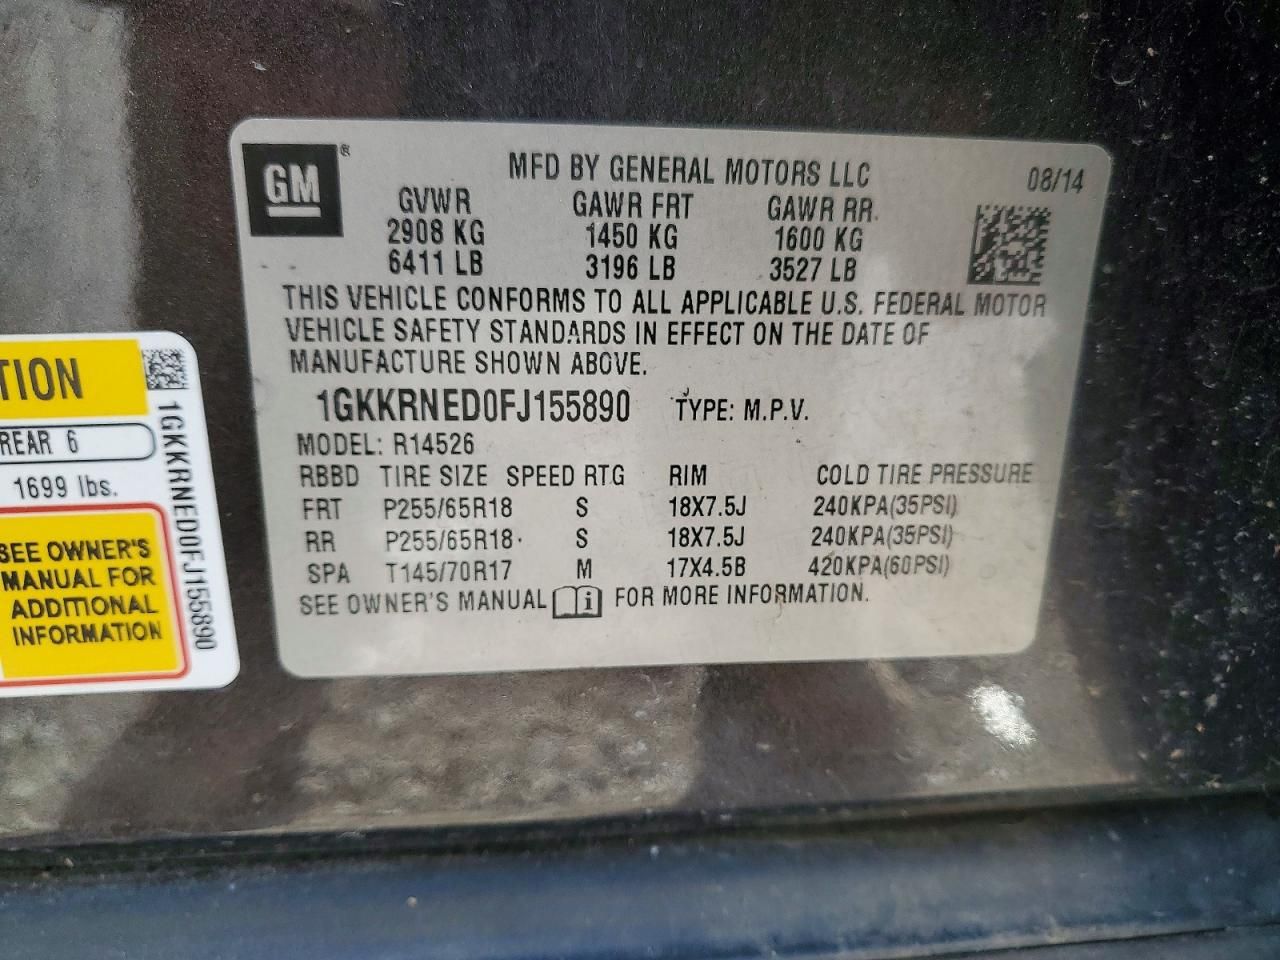 GM ®
MFD BY GENERAL MOTORS LLC
08/14
GVWR GAWR FRT GAWR RR.
2908 KG 1450 KG 1600 KG
6411 LB 3196 LB 3527 LB
THIS VEHICLE CONFORMS TO ALL APPLICABLE U.S. FEDERAL MOTOR
VEHICLE SAFETY STANDARDS IN EFFECT ON THE DATE OF
MANUFACTURE SHOWN ABOVE.
1GKKRNED0FJ155890 TYPE: M.P.V.
MODEL: R14526
RBBD TIRE SIZE SPEED RTG RIM COLD TIRE PRESSURE
FRT P255/65R18 S 18X7.5J 240KPA(35PSI)
RR P255/65R18 S 18X7.5J 240KPA(35PSI)
SPA T145/70R17 M 17X4.5B 420KPA(60PSI)
SEE OWNER'S MANUAL i FOR MORE INFORMATION.
TION
REAR 6
1699 lbs.
SEE OWNER'S
MANUAL FOR
ADDITIONAL
INFORMATION
1GKKRNED0FJ155890